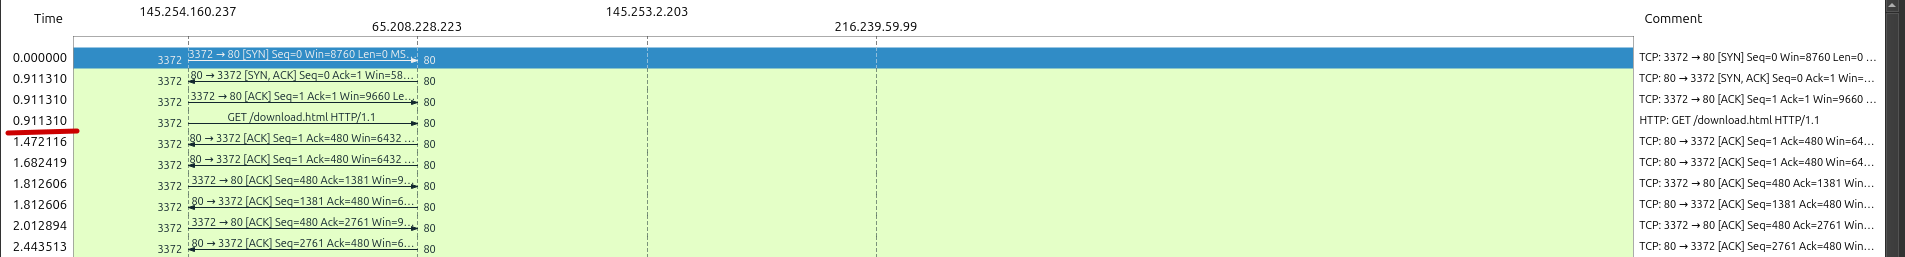 145.254.160.237 145.253.2.203
Time 65.208.228.223 216.239.59.99 Comment
0.000000 3372 3372 → 80 [SYN] Seq=0 Win=8760 Len=0 MS... 80 TCP: 3372 → 80 [SYN] Seq=0 Win=8760 Len=0 ...
0.911310 3372 80 → 3372 [SYN, ACK] Seq=0 Ack=1 Win=58... 80 TCP: 80 → 3372 [SYN, ACK] Seq=0 Ack=1 Win=...
0.911310 3372 3372 → 80 [ACK] Seq=1 Ack=1 Win=9660 Le... 80 TCP: 3372 → 80 [ACK] Seq=1 Ack=1 Win=9660 ...
0.911310 3372 GET /download.html HTTP/1.1 80 HTTP: GET /download.html HTTP/1.1
1.472116 3372 80 → 3372 [ACK] Seq=1 Ack=480 Win=6432 ... 80 TCP: 80 → 3372 [ACK] Seq=1 Ack=480 Win=64...
1.682419 3372 80 → 3372 [ACK] Seq=1 Ack=480 Win=6432 ... 80 TCP: 80 → 3372 [ACK] Seq=1 Ack=480 Win=64...
1.812606 3372 3372 → 80 [ACK] Seq=480 Ack=1381 Win=9... 80 TCP: 3372 → 80 [ACK] Seq=480 Ack=1381 Win...
1.812606 3372 80 → 3372 [ACK] Seq=1381 Ack=480 Win=6... 80 TCP: 80 → 3372 [ACK] Seq=1381 Ack=480 Win...
2.012894 3372 3372 → 80 [ACK] Seq=480 Ack=2761 Win=9... 80 TCP: 3372 → 80 [ACK] Seq=480 Ack=2761 Win...
2.443513 3372 80 → 3372 [ACK] Seq=2761 Ack=480 Win=6... 80 TCP: 80 → 3372 [ACK] Seq=2761 Ack=480 Win...